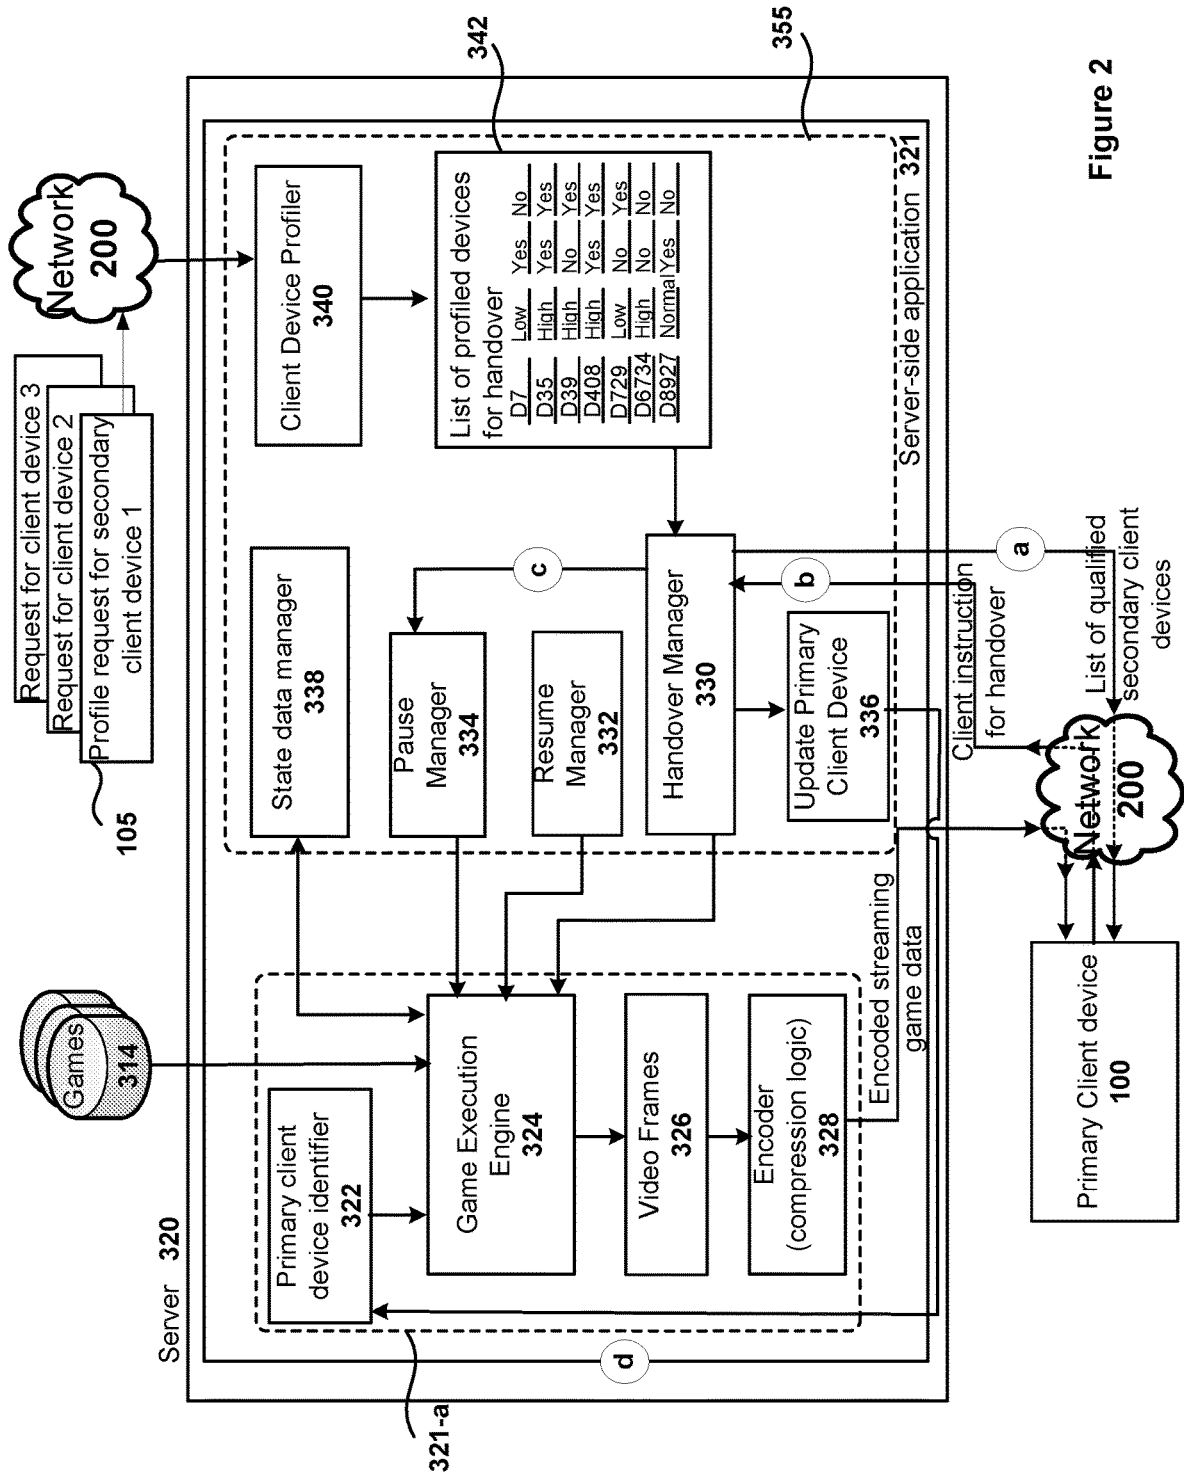 Server 320
Games
314
Request for client device 3
Request for client device 2
Profile request for secondary
client device 1
105
Network
200
321-a
Primary client
device identifier
322
State data manager
338
Client Device Profiler
340
Game Execution
Engine
324
Pause
Manager
334
c
List of profiled devices
for handover
D7 Low Yes No
D35 High Yes Yes
D39 High No Yes
D408 High Yes Yes
D729 Low No Yes
D6734 High No No
D8927 Normal Yes No
342
Resume
Manager
332
Video Frames
326
Handover Manager
330
d
Encoder
(compression logic)
328
Update Primary
Client Device
336
b
355
Encoded streaming
game data
Server-side application 321
Client instruction
for handover
a
List of qualified
secondary client
devices
Primary Client device
100
Network
200
Figure 2